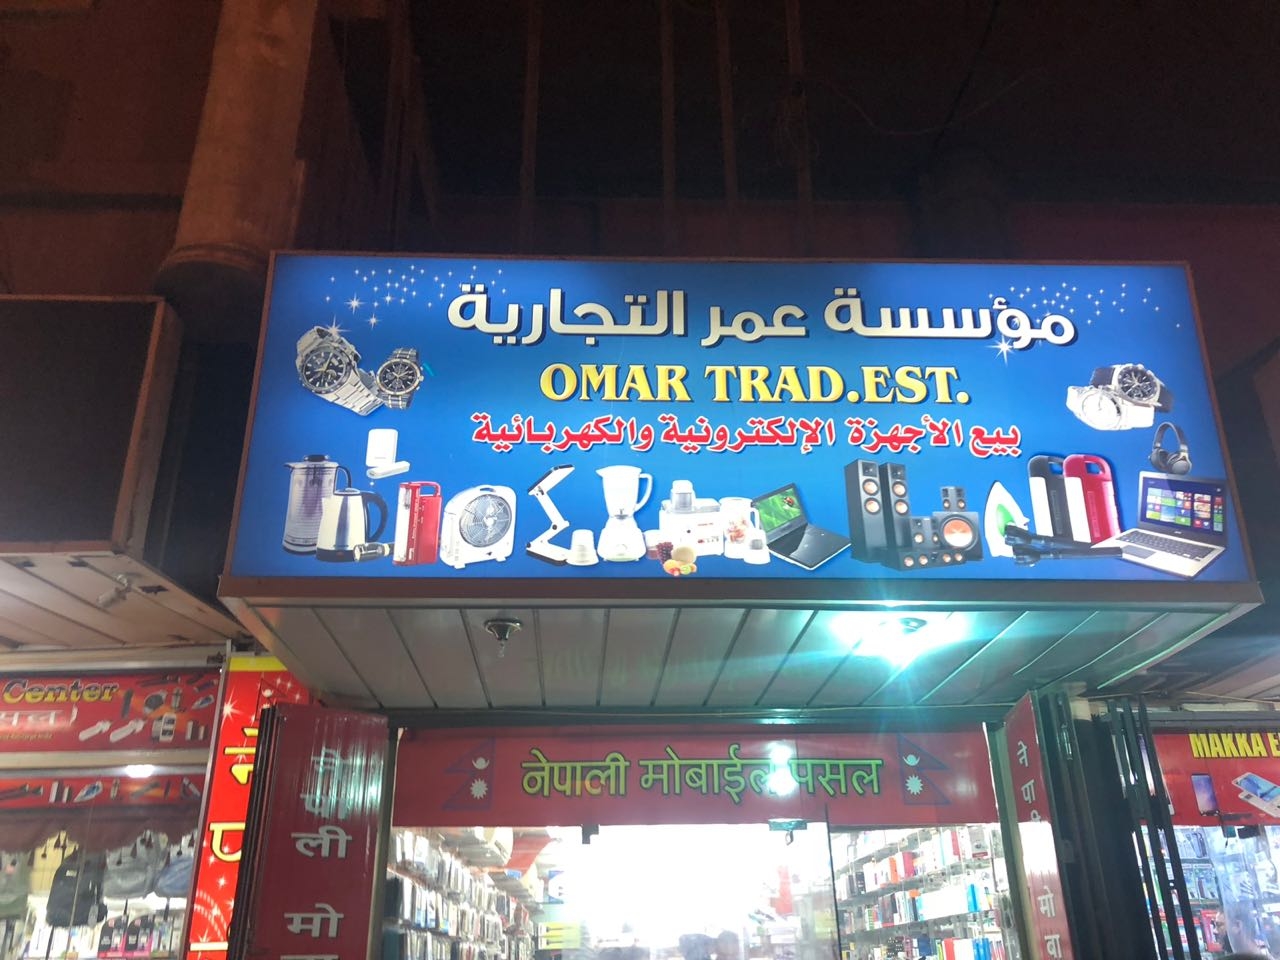 مؤسسة عمر التجارية
OMAR TRAD.EST.
بيع الأجهزة الإلكترونية والكهربائية
Center
नेपाली मोबाईल पसल
MAKKA
ली
मो
ने
पा
मो
बा